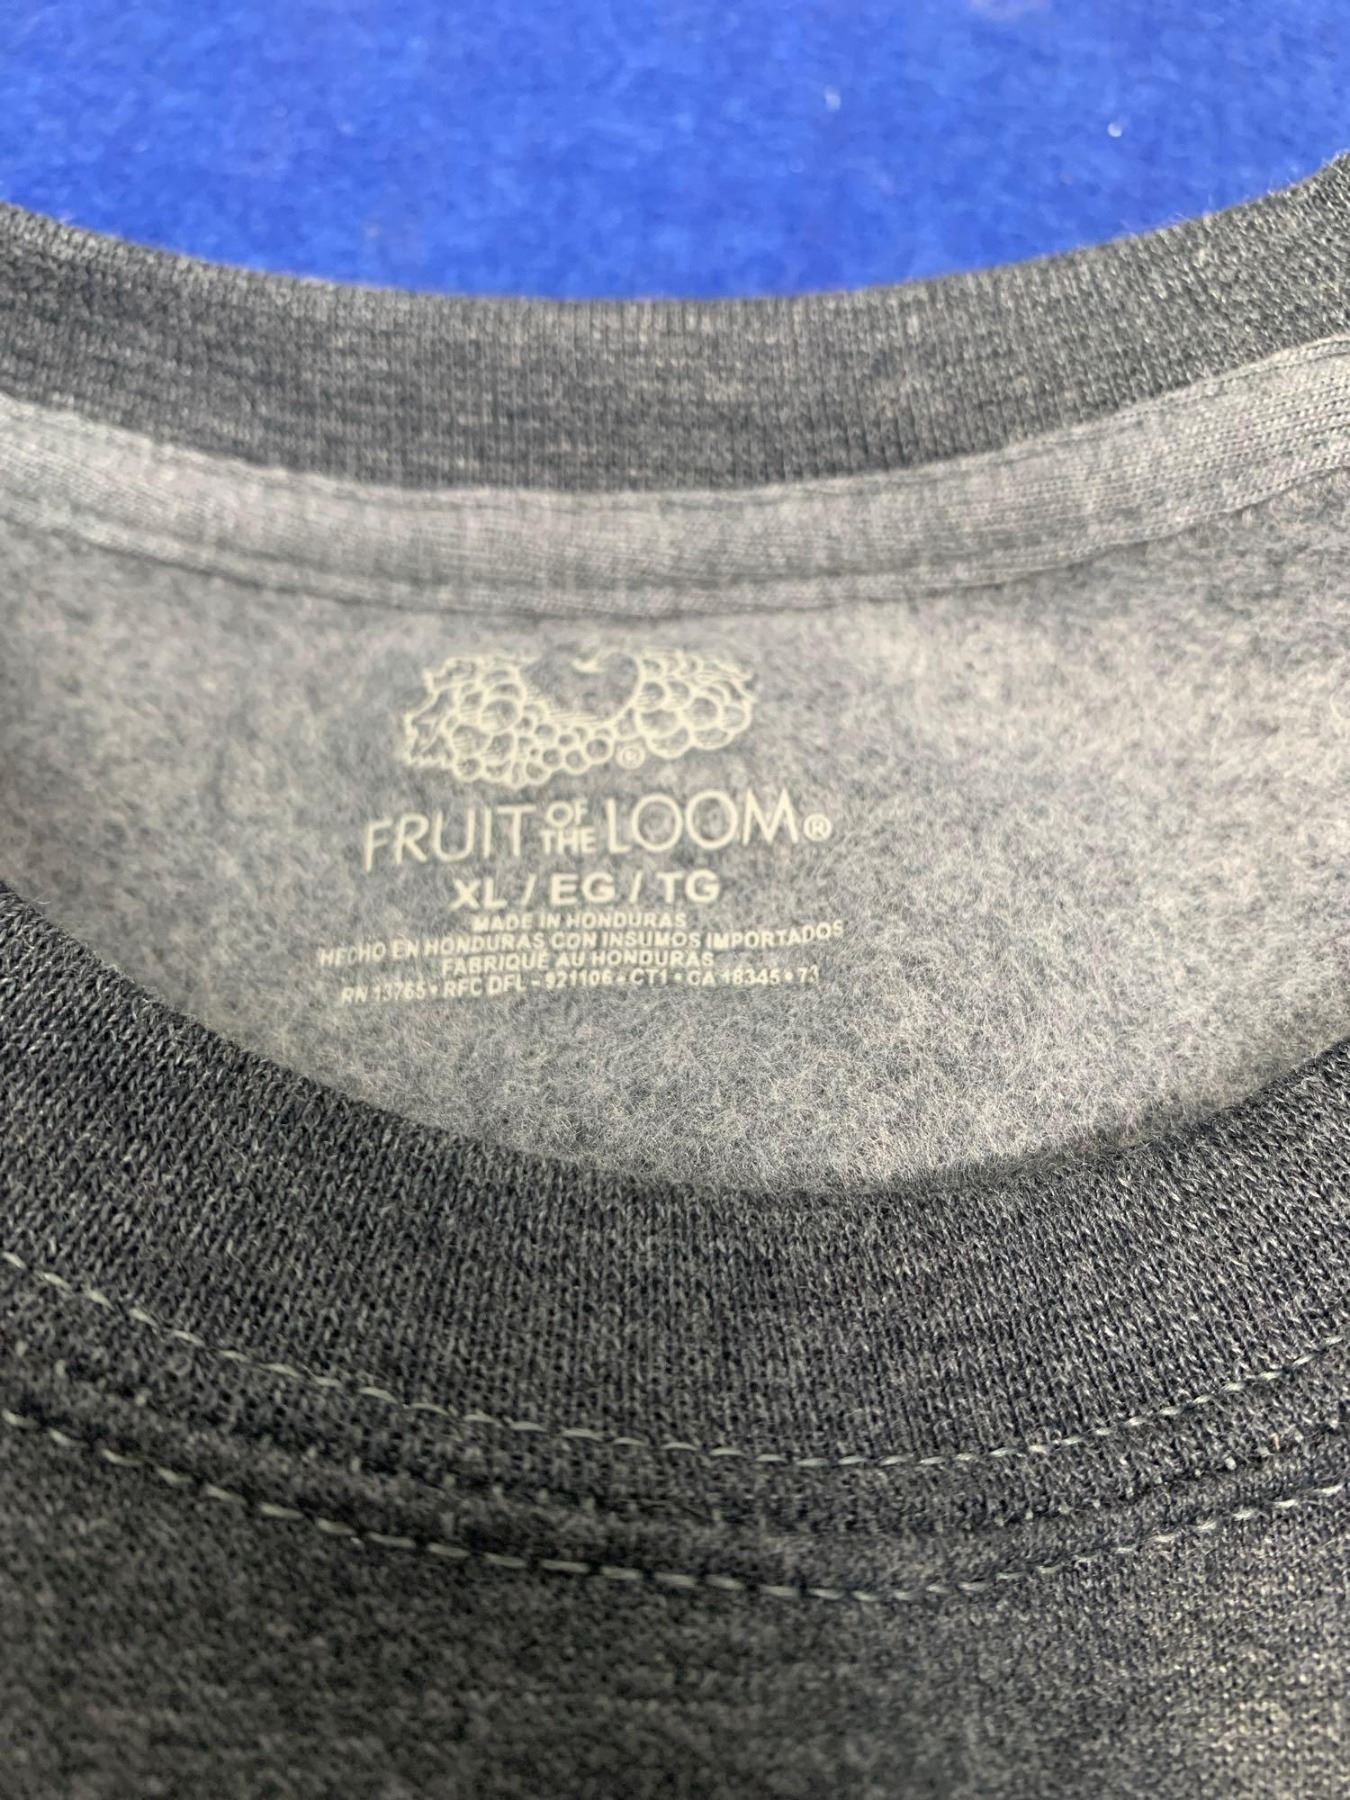 ®
FRUIT OF THE LOOM®
XL / EG / TG
MADE IN HONDURAS
HECHO EN HONDURAS CON INSUMOS IMPORTADOS
FABRIQUÉ AU HONDURAS
RN 13765 • RFC DFL - 921106 - CT1 • CA 18345 • 73